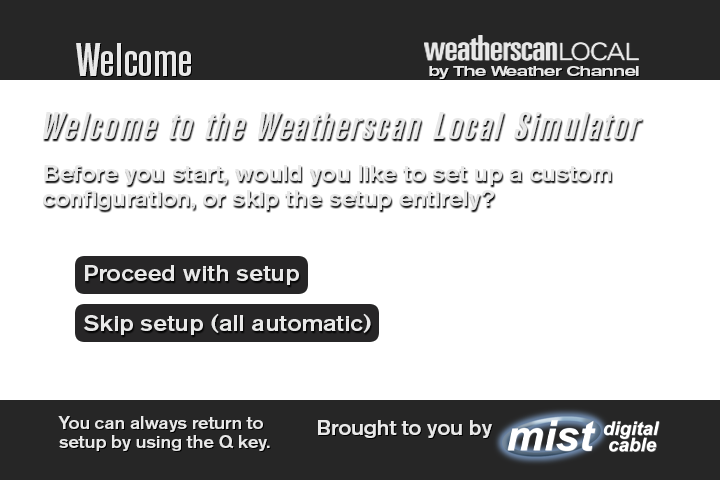 Welcome
weatherscanLOCAL
by The Weather Channel
Welcome to the Weatherscan Local Simulator
Before you start, would you like to set up a custom
configuration, or skip the setup entirely?
Proceed with setup
Skip setup (all automatic)
You can always return to
setup by using the Q key.
Brought to you by
mist digital
cable